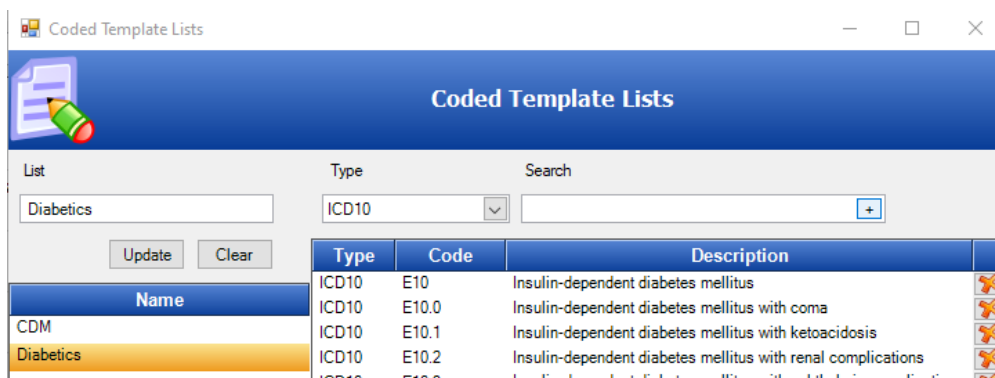 Coded Template Lists
Coded Template Lists
List Type Search
Diabetics ICD10 +
Update Clear
Type Code Description
Name
ICD10 E10 Insulin-dependent diabetes mellitus
CDM
ICD10 E10.0 Insulin-dependent diabetes mellitus with coma
ICD10 E10.1 Insulin-dependent diabetes mellitus with ketoacidosis
Diabetics
ICD10 E10.2 Insulin-dependent diabetes mellitus with renal complications